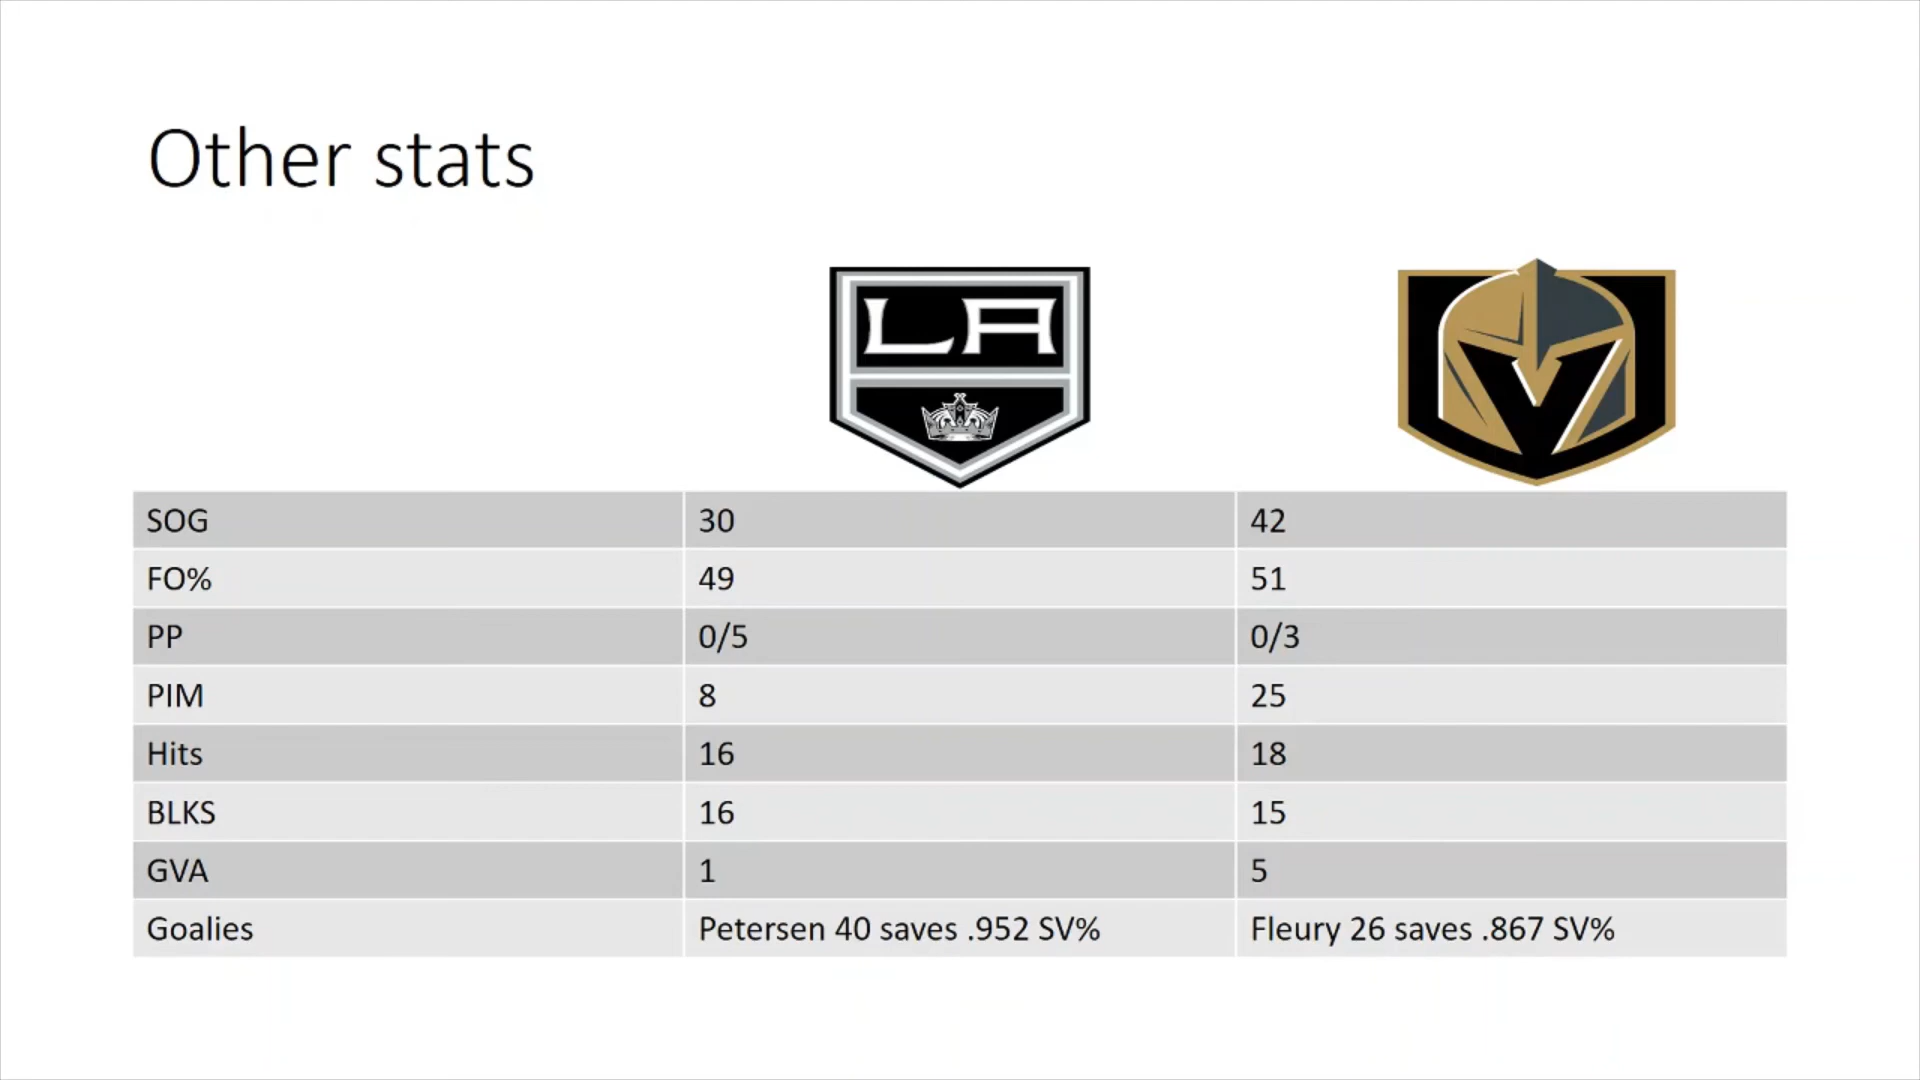 Other stats
LA
SOG 30 42
FO% 49 51
PP 0/5 0/3
PIM 8 25
Hits 16 18
BLKS 16 15
GVA 1 5
Goalies Petersen 40 saves .952 SV% Fleury 26 saves .867 SV%